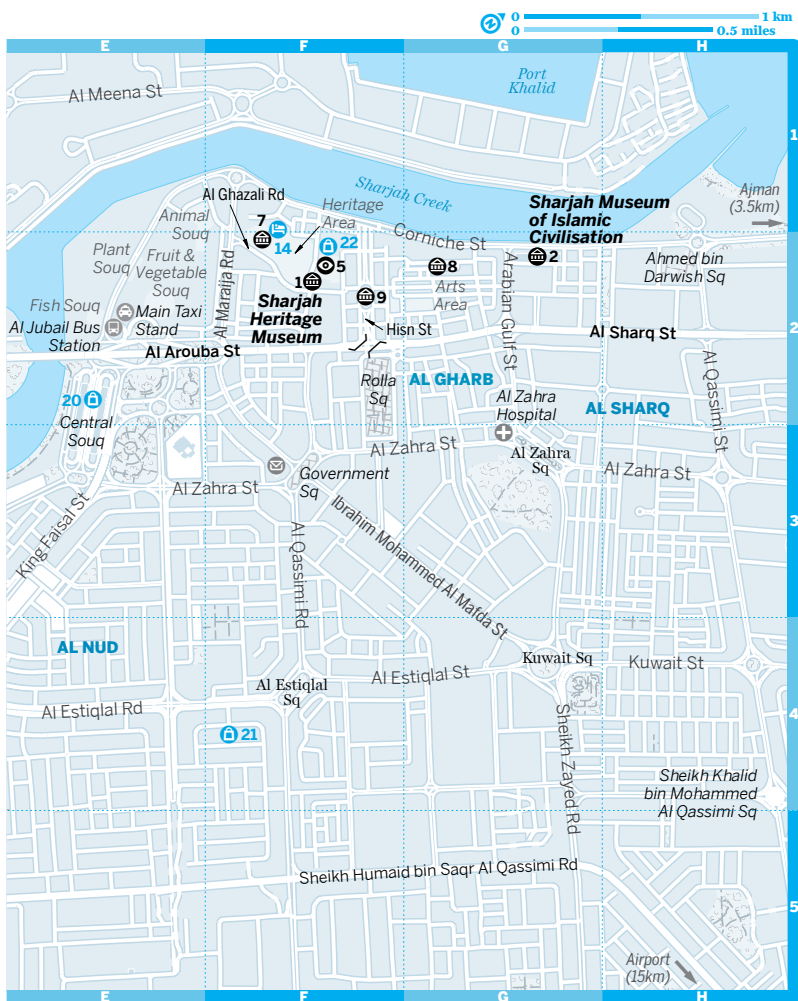 0 1 km
0 0.5 miles
E F G H
Port
Khalid
Al Meena St
1
Al Ghazali Rd
Sharjah Creek
Ajman
(3.5km)
Animal
Souq
7
14
Heritage
Area
22
Corniche St
Sharjah Museum
of Islamic
Civilisation
2
Plant
Souq
Fruit &
Vegetable
Souq
Al Maraija Rd
5
1
8
Arts
Area
Arabian Gulf St
Ahmed bin
Darwish Sq
Fish Souq
Main Taxi
Stand
Al Jubail Bus
Station
Sharjah
Heritage
Museum
9
Hisn St
Al Sharq St
2
Al Arouba St
Rolla
Sq
AL GHARB
Al Qassimi St
20
Central
Souq
Al Zahra
Hospital
AL SHARQ
Al Zahra St
Al Zahra
Sq
Al Zahra St
Government
Sq
Al Zahra St
King Faisal St
Al Qassimi Rd
Ibrahim Mohammed Al Mafda St
3
AL NUD
Kuwait Sq
Kuwait St
Al Estiqlal St
Al Estiqlal
Sq
Al Estiqlal Rd
21
Sheikh Zayed Rd
4
Sheikh Khalid
bin Mohammed
Al Qassimi Sq
Sheikh Humaid bin Saqr Al Qassimi Rd
5
Airport
(15km)
E F G H